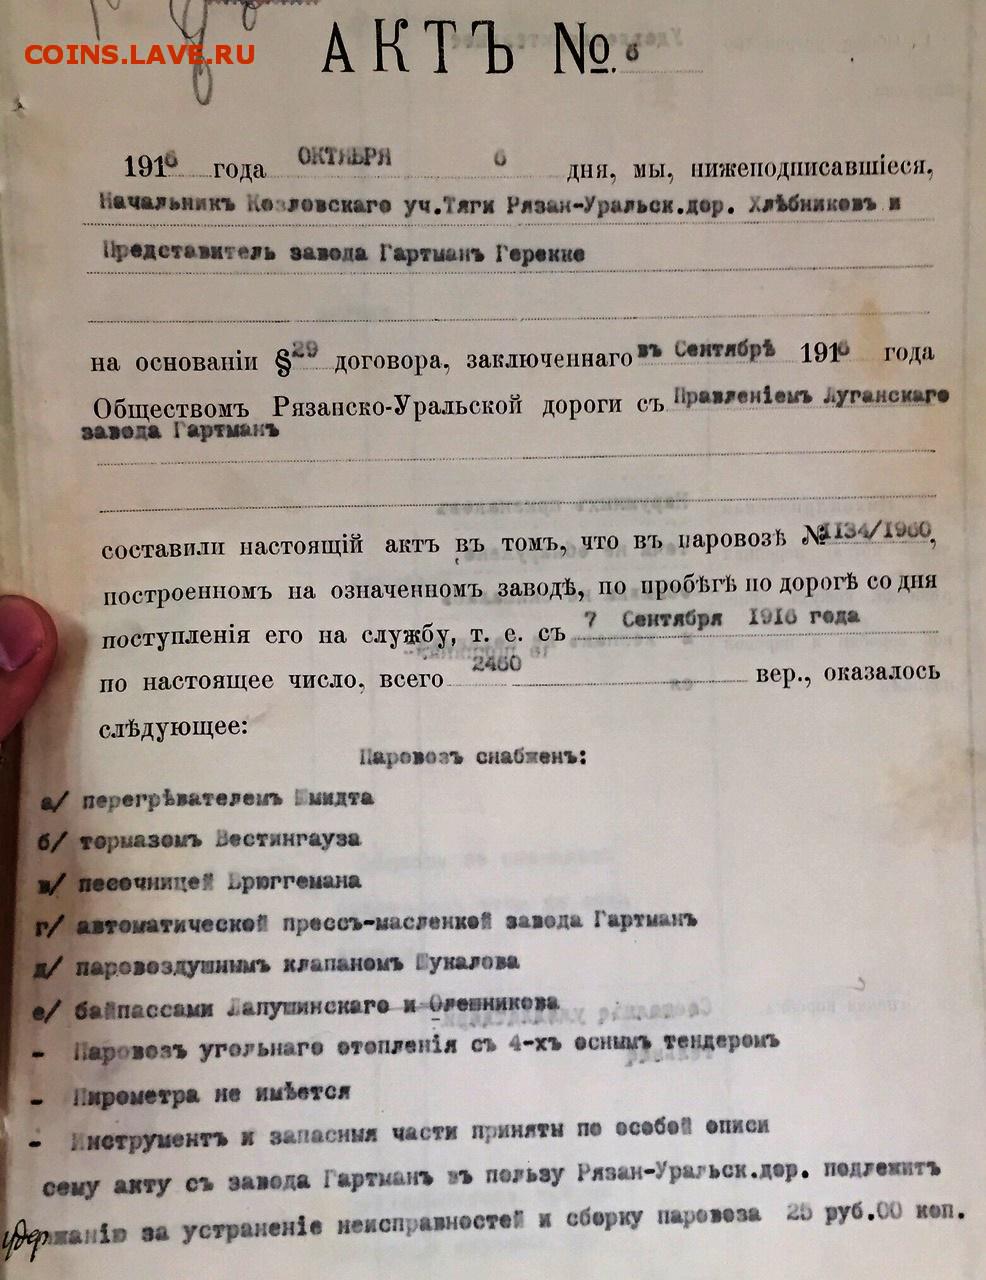 COINS.LAVE.RU
АКТЪ №. 6
1916 года ОКТЯБРЯ 6 дня, мы, нижеподписавшіеся,
Начальникъ Козловскаго уч.Тяги Рязан-Уральск.дор. Хлѣбниковъ и
Представитель завода Гартманъ Герекке
на основаніи § 29 договора, заключеннаго въ Сентябрѣ 1916 года
Обществомъ Рязанско-Уральской дороги съ Правленіемъ Луганскаго
завода Гартманъ
составили настоящій актъ въ томъ, что въ паровозѣ № 1134/1960,
построенномъ на означенномъ заводѣ, по пробѣгѣ по дорогѣ со дня
поступленія его на службу, т. е. съ 7 Сентября 1916 года
по настоящее число, всего 2460 вер., оказалось
слѣдующее:
Паровозъ снабженъ:
а/ перегрѣвателемъ Шмидта
б/ тормазомъ Вестингауза
в/ песочницей Брюггемана
г/ автоматической прессъ-масленкой завода Гартманъ
д/ паровоздушнымъ клапаномъ
е/ байпассами Лапушинскаго и Олейникова
- Паровозъ угольнаго отопленія съ 4-хъ оснымъ тендеромъ
- Пирометра не имѣется
- Инструментъ и запасныя части приняты по особой описи
сему акту съ завода Гартманъ въ пользу Рязан-Уральск.дор. подлежитъ
удержанію за устраненіе неисправностей и сборку паровоза 25 руб.00 коп.